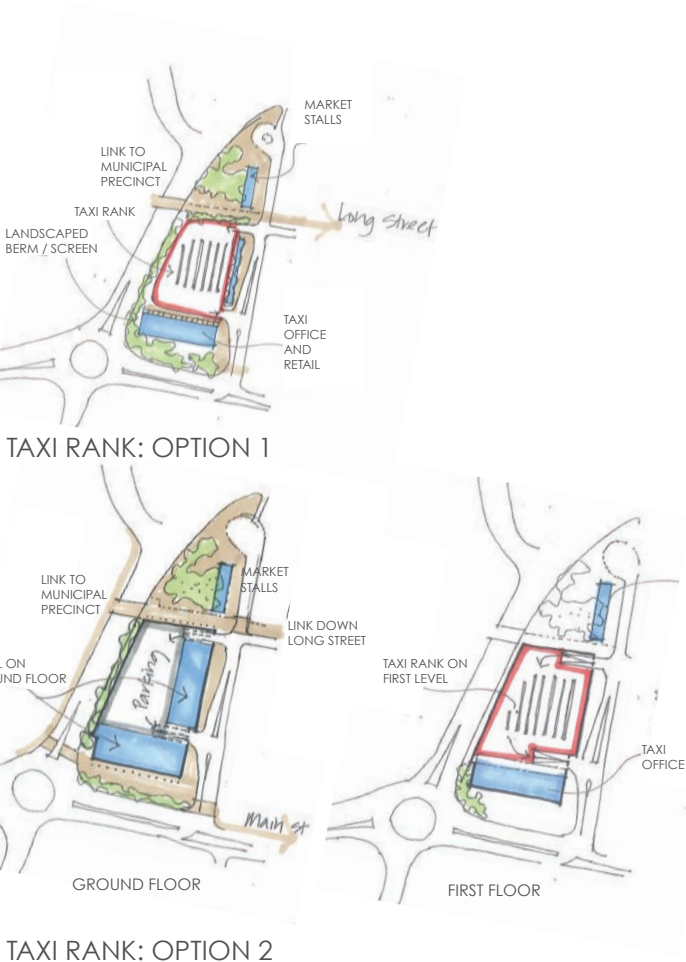 MARKET
STALLS
LINK TO
MUNICIPAL
PRECINCT
TAXI RANK
Long Street
LANDSCAPED
BERM / SCREEN
TAXI
OFFICE
AND
RETAIL
TAXI RANK: OPTION 1
LINK TO
MUNICIPAL
PRECINCT
MARKET
STALLS
LINK DOWN
LONG STREET
ON
FLOOR
Parking
Main st
GROUND FLOOR
TAXI RANK ON
FIRST LEVEL
TAXI
OFFICE
FIRST FLOOR
TAXI RANK: OPTION 2